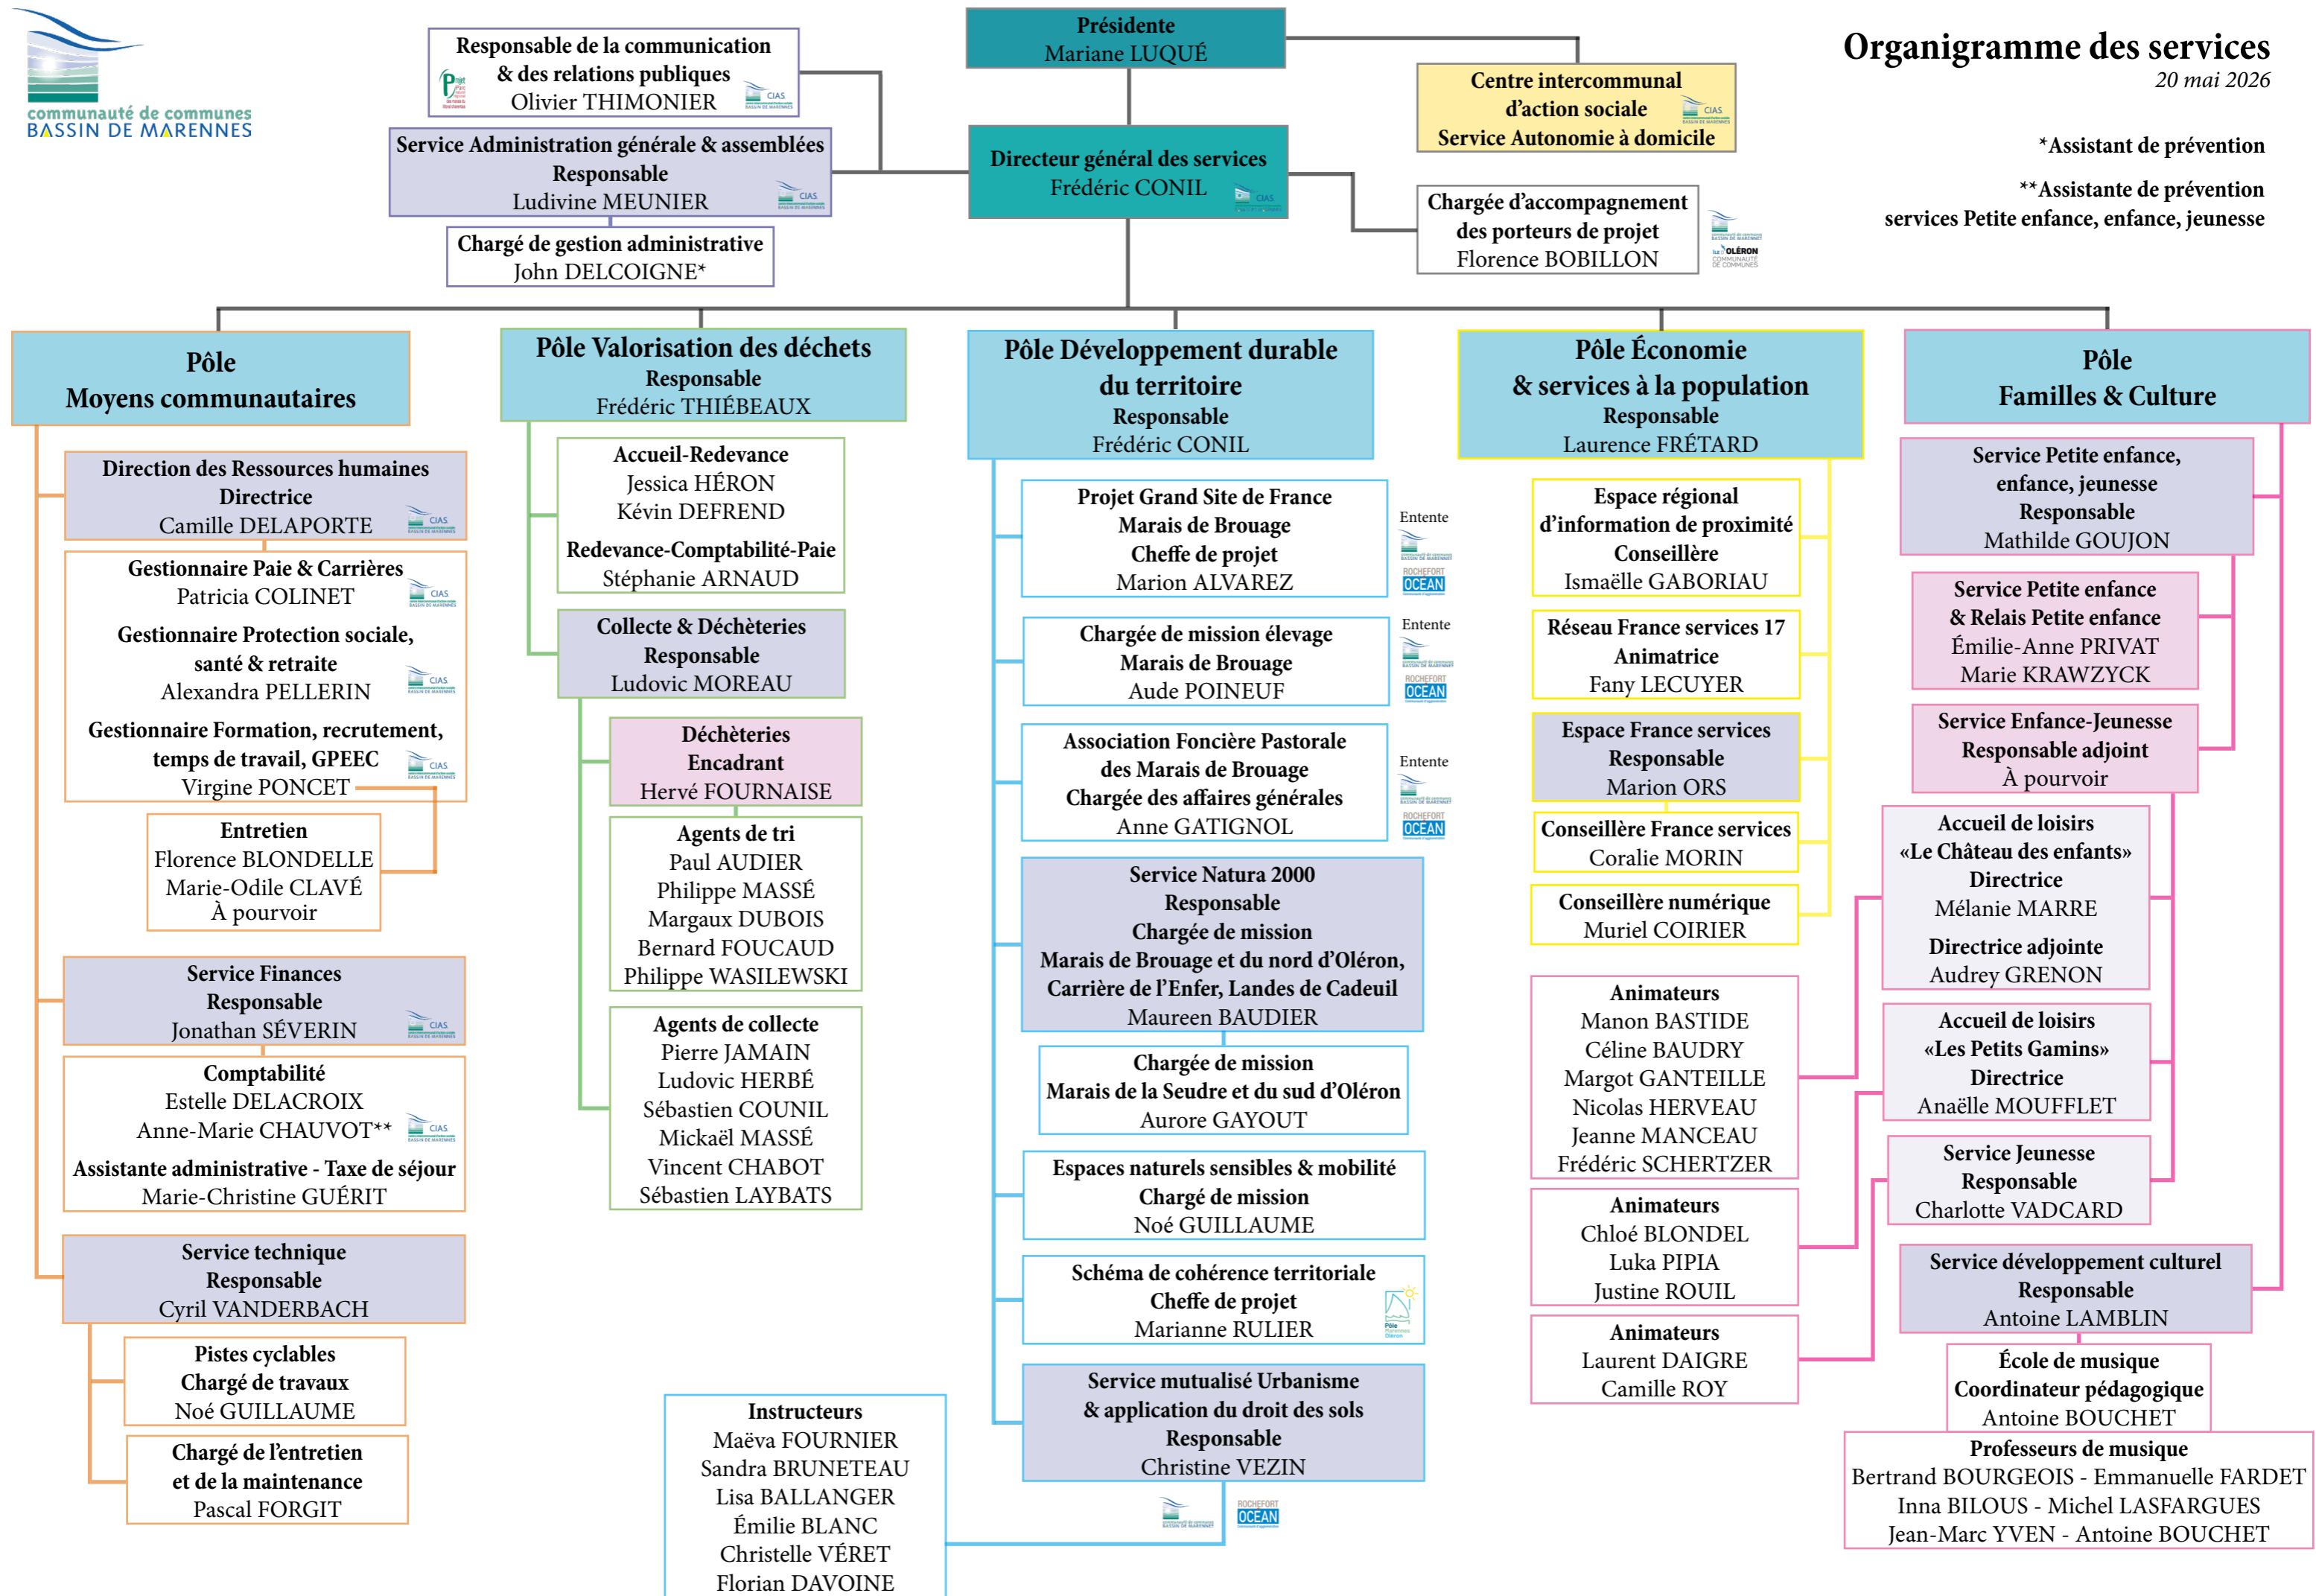 communauté de communes
BASSIN DE MARENNES
Responsable de la communication
& des relations publiques
Olivier THIMONIER
CIAS
Service Administration générale & assemblées
Responsable
Ludivine MEUNIER
CIAS
Chargé de gestion administrative
John DELCOIGNE*
Présidente
Mariane LUQUÉ
Directeur général des services
Frédéric CONIL
CIAS
Centre intercommunal
d'action sociale
Service Autonomie à domicile
CIAS
Chargée d'accompagnement
des porteurs de projet
Florence BOBILLON
Organigramme des services
20 mai 2026
*Assistant de prévention
**Assistante de prévention
services Petite enfance, enfance, jeunesse
Pôle
Moyens communautaires
Direction des Ressources humaines
Directrice
Camille DELAPORTE
CIAS
Gestionnaire Paie & Carrières
Patricia COLINET
CIAS
Gestionnaire Protection sociale,
santé & retraite
Alexandra PELLERIN
CIAS
Gestionnaire Formation, recrutement,
temps de travail, GPEEC
Virgine PONCET
CIAS
Entretien
Florence BLONDELLE
Marie-Odile CLAVÉ
À pourvoir
Service Finances
Responsable
Jonathan SÉVERIN
CIAS
Comptabilité
Estelle DELACROIX
Anne-Marie CHAUVOT**
CIAS
Assistante administrative - Taxe de séjour
Marie-Christine GUÉRIT
Service technique
Responsable
Cyril VANDERBACH
Pistes cyclables
Chargé de travaux
Noé GUILLAUME
Chargé de l'entretien
et de la maintenance
Pascal FORGIT
Pôle Valorisation des déchets
Responsable
Frédéric THIÉBEAUX
Accueil-Redevance
Jessica HÉRON
Kévin DEFREND
Redevance-Comptabilité-Paie
Stéphanie ARNAUD
Collecte & Déchèteries
Responsable
Ludovic MOREAU
Déchèteries
Encadrant
Hervé FOURNAISE
Agents de tri
Paul AUDIER
Philippe MASSÉ
Margaux DUBOIS
Bernard FOUCAUD
Philippe WASILEWSKI
Agents de collecte
Pierre JAMAIN
Ludovic HERBÉ
Sébastien COUNIL
Mickaël MASSÉ
Vincent CHABOT
Sébastien LAYBATS
Pôle Développement durable
du territoire
Responsable
Frédéric CONIL
Projet Grand Site de France
Marais de Brouage
Cheffe de projet
Marion ALVAREZ
Entente
ROCHEFORT
OCEAN
Chargée de mission élevage
Marais de Brouage
Aude POINEUF
Entente
ROCHEFORT
OCEAN
Association Foncière Pastorale
des Marais de Brouage
Chargée des affaires générales
Anne GATIGNOL
Entente
ROCHEFORT
OCEAN
Service Natura 2000
Responsable
Chargée de mission
Marais de Brouage et du nord d'Oléron,
Carrière de l'Enfer, Landes de Cadeuil
Maureen BAUDIER
Chargée de mission
Marais de la Seudre et du sud d'Oléron
Aurore GAYOUT
Espaces naturels sensibles & mobilité
Chargé de mission
Noé GUILLAUME
Schéma de cohérence territoriale
Cheffe de projet
Marianne RULIER
Pôle
Marennes
Oléron
Service mutualisé Urbanisme
& application du droit des sols
Responsable
Christine VEZIN
ROCHEFORT
OCEAN
Instructeurs
Maëva FOURNIER
Sandra BRUNETEAU
Lisa BALLANGER
Émilie BLANC
Christelle VÉRET
Florian DAVOINE
Pôle Économie
& services à la population
Responsable
Laurence FRÉTARD
Espace régional
d'information de proximité
Conseillère
Ismaëlle GABORIAU
Réseau France services 17
Animatrice
Fany LECUYER
Espace France services
Responsable
Marion ORS
Conseillère France services
Coralie MORIN
Conseillère numérique
Muriel COIRIER
Animateurs
Manon BASTIDE
Céline BAUDRY
Margot GANTEILLE
Nicolas HERVEAU
Jeanne MANCEAU
Frédéric SCHERTZER
Animateurs
Chloé BLONDEL
Luka PIPIA
Justine ROUIL
Animateurs
Laurent DAIGRE
Camille ROY
Pôle
Familles & Culture
Service Petite enfance,
enfance, jeunesse
Responsable
Mathilde GOUJON
Service Petite enfance
& Relais Petite enfance
Émilie-Anne PRIVAT
Marie KRAWZYCK
Service Enfance-Jeunesse
Responsable adjoint
À pourvoir
Accueil de loisirs
«Le Château des enfants»
Directrice
Mélanie MARRE
Directrice adjointe
Audrey GRENON
Accueil de loisirs
«Les Petits Gamins»
Directrice
Anaëlle MOUFFLET
Service Jeunesse
Responsable
Charlotte VADCARD
Service développement culturel
Responsable
Antoine LAMBLIN
École de musique
Coordinateur pédagogique
Antoine BOUCHET
Professeurs de musique
Bertrand BOURGEOIS - Emmanuelle FARDET
Inna BILOUS - Michel LASFARGUES
Jean-Marc YVEN - Antoine BOUCHET